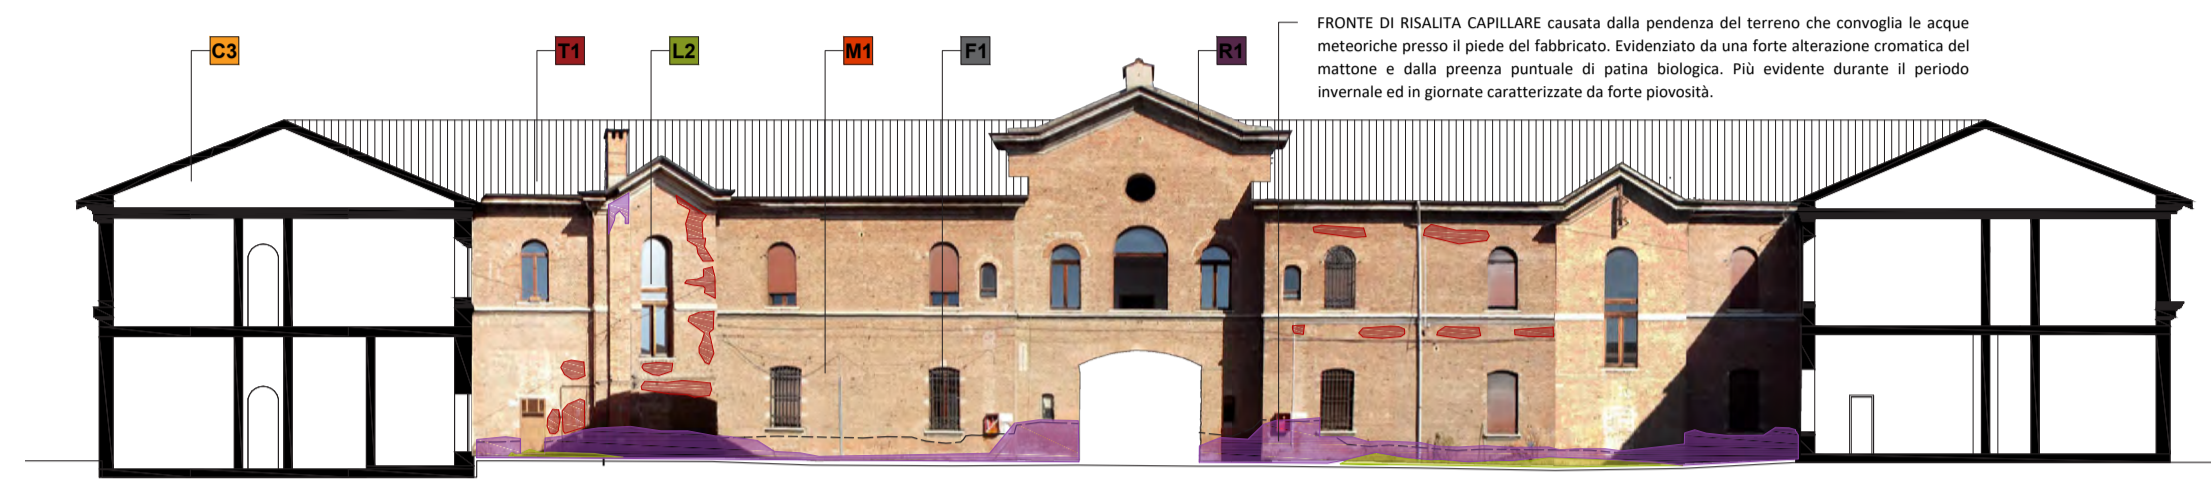 FRONTE DI RISALITA CAPILLARE causata dalla pendenza del terreno che convoglia le acque
meteoriche presso il piede del fabbricato. Evidenziato da una forte alterazione cromatica del
mattone e dalla preenza puntuale di patina biologica. Più evidente durante il periodo
invernale ed in giornate caratterizzate da forte piovosità.
C3 T1 L2 M1 F1 R1